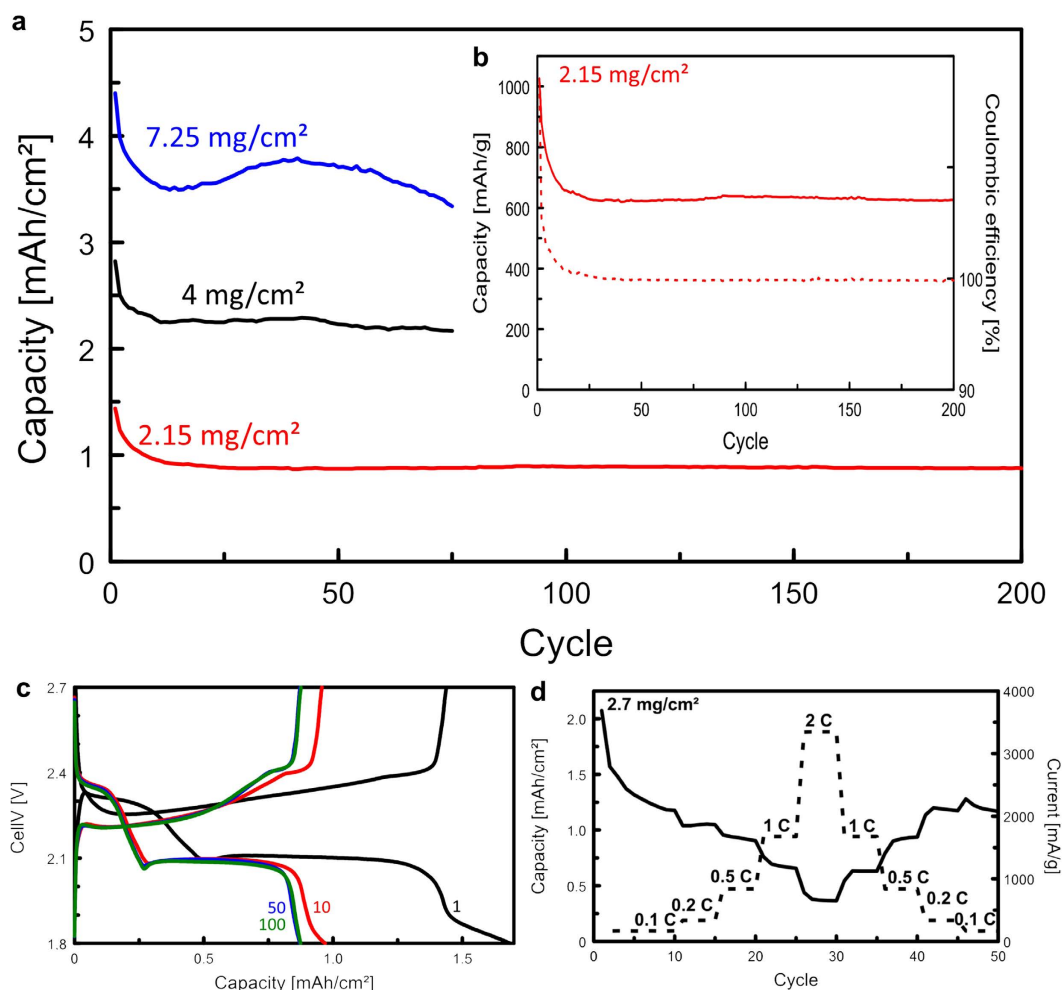 a
5
4
3
2
1
0
Capacity [mAh/cm²]
7.25 mg/cm²
4 mg/cm²
2.15 mg/cm²
0
50
100
150
200
Cycle
b
2.15 mg/cm²
1000
800
600
400
200
0
Capacity [mAh/g]
100
90
Coulombic efficiency [%]
0
50
100
150
200
Cycle
c
2.7
2.4
2.1
1.8
CellV [V]
50
100
10
1
0.0
0.5
1.0
1.5
Capacity [mAh/cm²]
d
2.7 mg/cm²
2.0
1.5
1.0
0.5
0.0
Capacity [mAh/cm²]
0.1 C
0.2 C
0.5 C
1 C
2 C
1 C
0.5 C
0.2 C
0.1 C
4000
3000
2000
1000
0
Current [mA/g]
0
10
20
30
40
50
Cycle